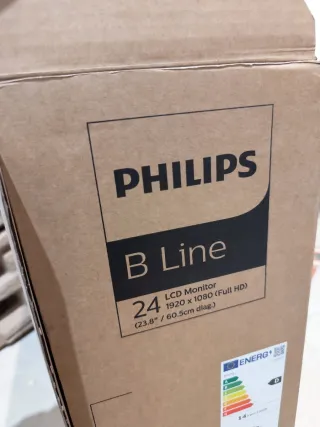 PHILIPS
B Line
24 LCD Monitor
1920 x 1080 (Full HD)
(23.8" / 60.5cm diag.)
ENERG